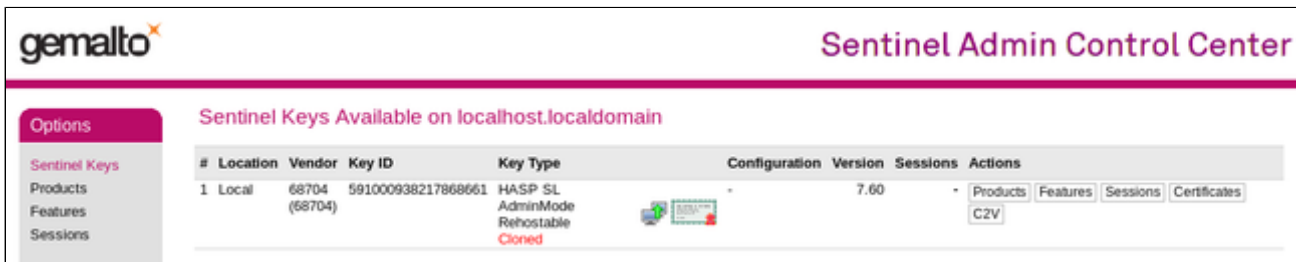 gemalto
Sentinel Admin Control Center
Options
Sentinel Keys
Products
Features
Sessions
Sentinel Keys Available on localhost.localdomain
# Location Vendor Key ID Key Type Configuration Version Sessions Actions
1 Local 68704 591000938217868661 HASP SL - 7.60 - Products Features Sessions Certificates
(68704) AdminMode C2V
Rehostable
Cloned